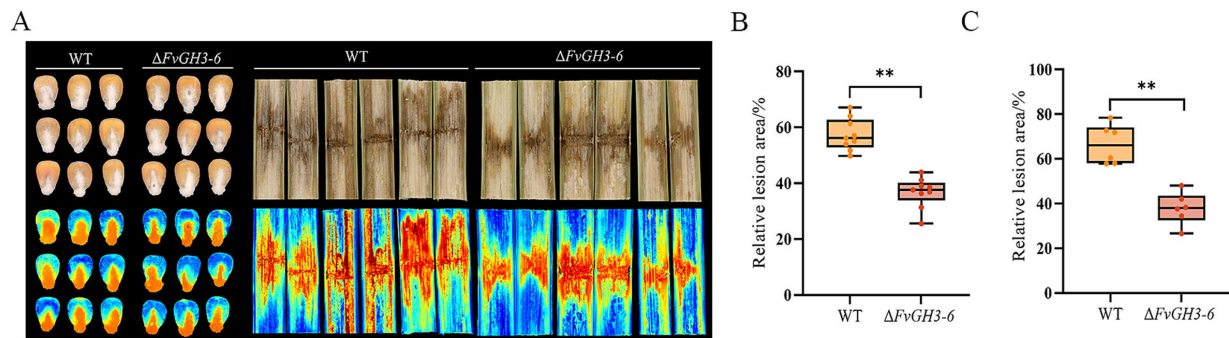 A
WT
ΔFvGH3-6
WT
ΔFvGH3-6
B
Relative lesion area/%
80
60
40
20
0
**
WT
ΔFvGH3-6
C
Relative lesion area/%
100
80
60
40
20
0
**
WT
ΔFvGH3-6